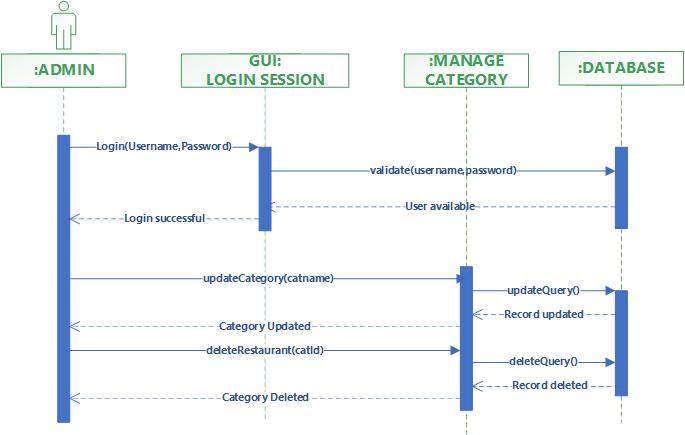 :ADMIN
GUI:
LOGIN SESSION
:MANAGE
CATEGORY
:DATABASE
Login(Username,Password)
validate(username,password)
User available
Login successful
updateCategory(catname)
updateQuery()
Record updated
Category Updated
deleteRestaurant(catId)
deleteQuery()
Record deleted
Category Deleted